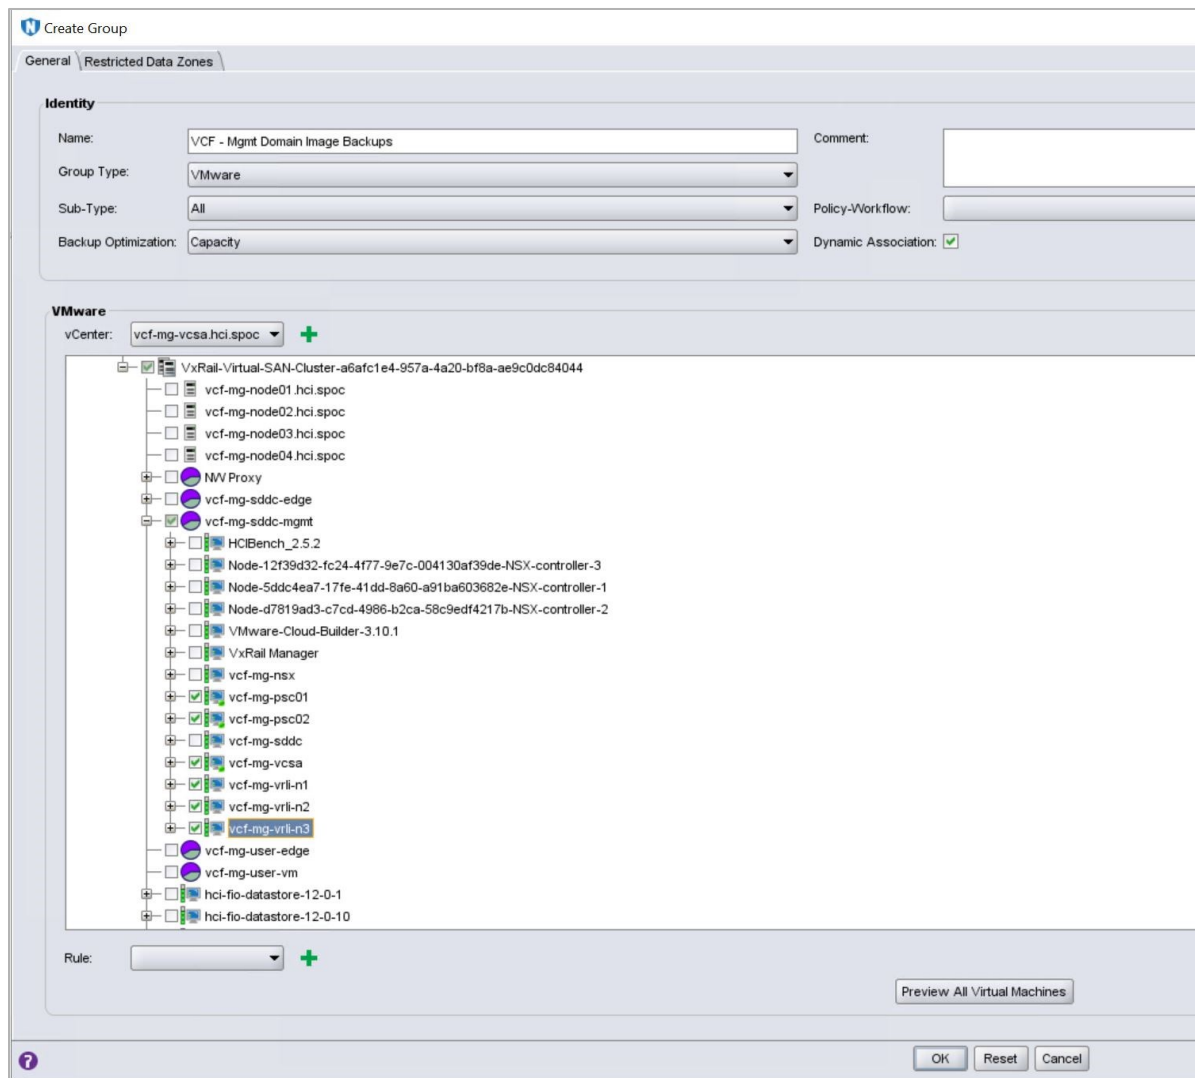 Create Group
General Restricted Data Zones
Identity
Name: VCF - Mgmt Domain Image Backups Comment:
Group Type: VMware
Sub-Type: All Policy-Workflow:
Backup Optimization: Capacity Dynamic Association:
VMware
vCenter: vcf-mg-vcsa.hci.spoc
VxRail-Virtual-SAN-Cluster-a6afc1e4-957a-4a20-bf8a-ae9c0dc84044
vcf-mg-node01.hci.spoc
vcf-mg-node02.hci.spoc
vcf-mg-node03.hci.spoc
vcf-mg-node04.hci.spoc
NW Proxy
vcf-mg-sddc-edge
vcf-mg-sddc-mgmt
HCIBench_2.5.2
Node-12f39d32-fc24-4f77-9e7c-004130af39de-NSX-controller-3
Node-5ddc4ea7-17fe-41dd-8a60-a91ba603682e-NSX-controller-1
Node-d7819ad3-c7cd-4986-b2ca-58c9edf4217b-NSX-controller-2
VMware-Cloud-Builder-3.10.1
VxRail Manager
vcf-mg-nsx
vcf-mg-psc01
vcf-mg-psc02
vcf-mg-sddc
vcf-mg-vcsa
vcf-mg-vrli-n1
vcf-mg-vrli-n2
vcf-mg-vrli-n3
vcf-mg-user-edge
vcf-mg-user-vm
hci-fio-datastore-12-0-1
hci-fio-datastore-12-0-10
Rule:
Preview All Virtual Machines
OK Reset Cancel